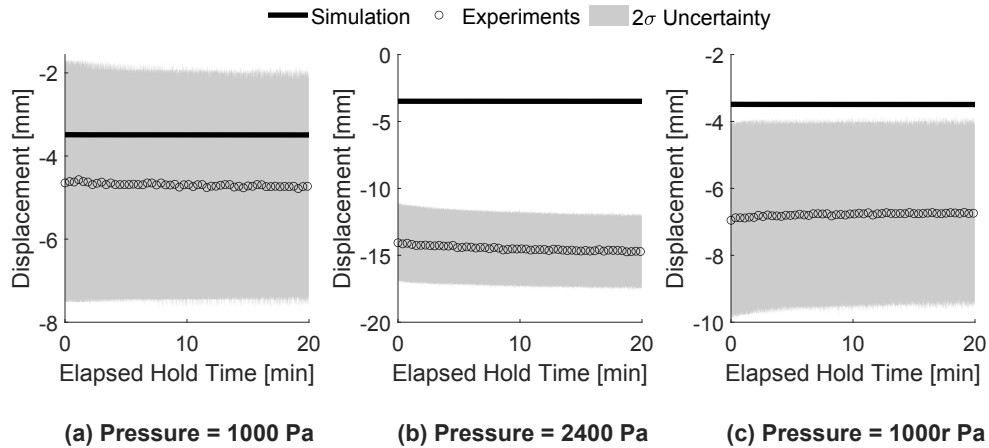 Simulation Experiments 2σ Uncertainty
Displacement [mm]
-2
-4
-6
-8
0 10 20
Elapsed Hold Time [min]
(a) Pressure = 1000 Pa
Displacement [mm]
0
-5
-10
-15
-20
0 10 20
Elapsed Hold Time [min]
(b) Pressure = 2400 Pa
Displacement [mm]
-2
-4
-6
-8
-10
0 10 20
Elapsed Hold Time [min]
(c) Pressure = 1000r Pa